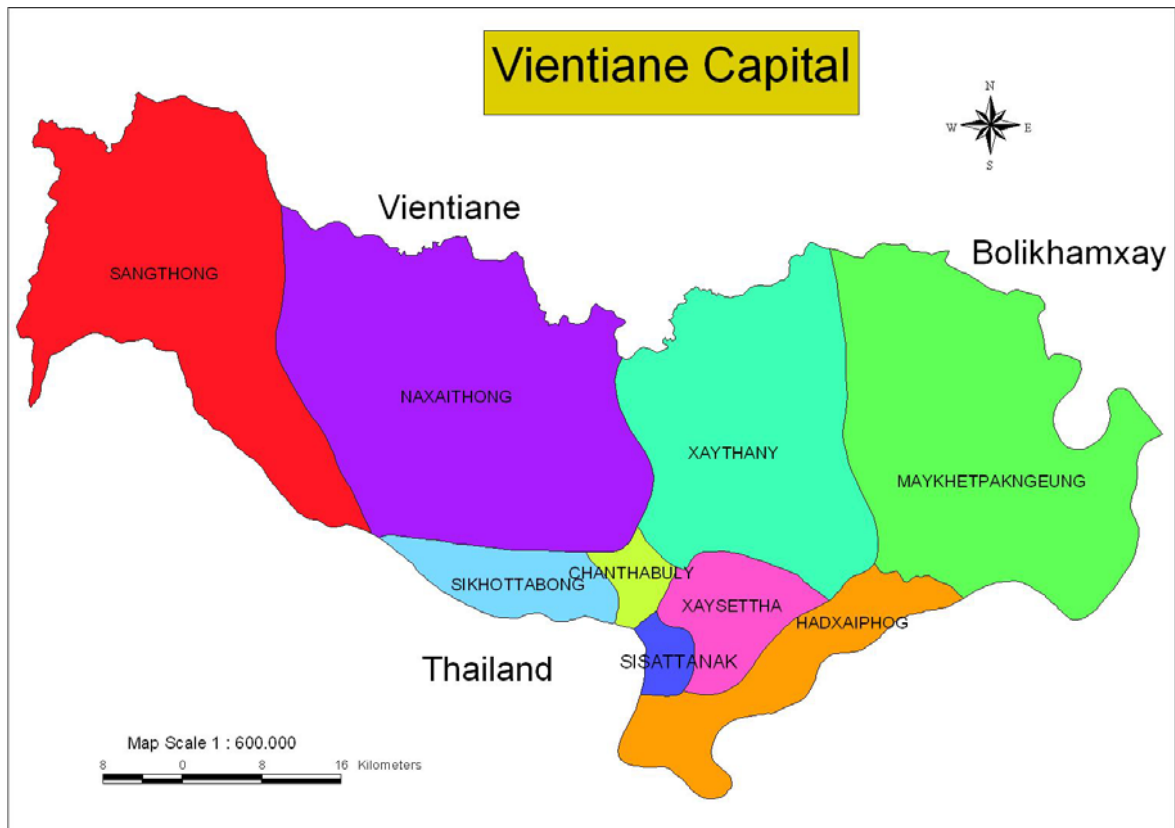 Vientiane Capital
N
W E
S
Vientiane
Bolikhamxay
SANGTHONG
NAXAITHONG
XAYTHANY
MAYKHETPAKNGEUNG
CHANTHABULY
SIKHOTTABONG
XAYSETTHA
HADXAIPHOG
SISATTANAK
Thailand
Map Scale 1 : 600.000
8 0 8 16 Kilometers